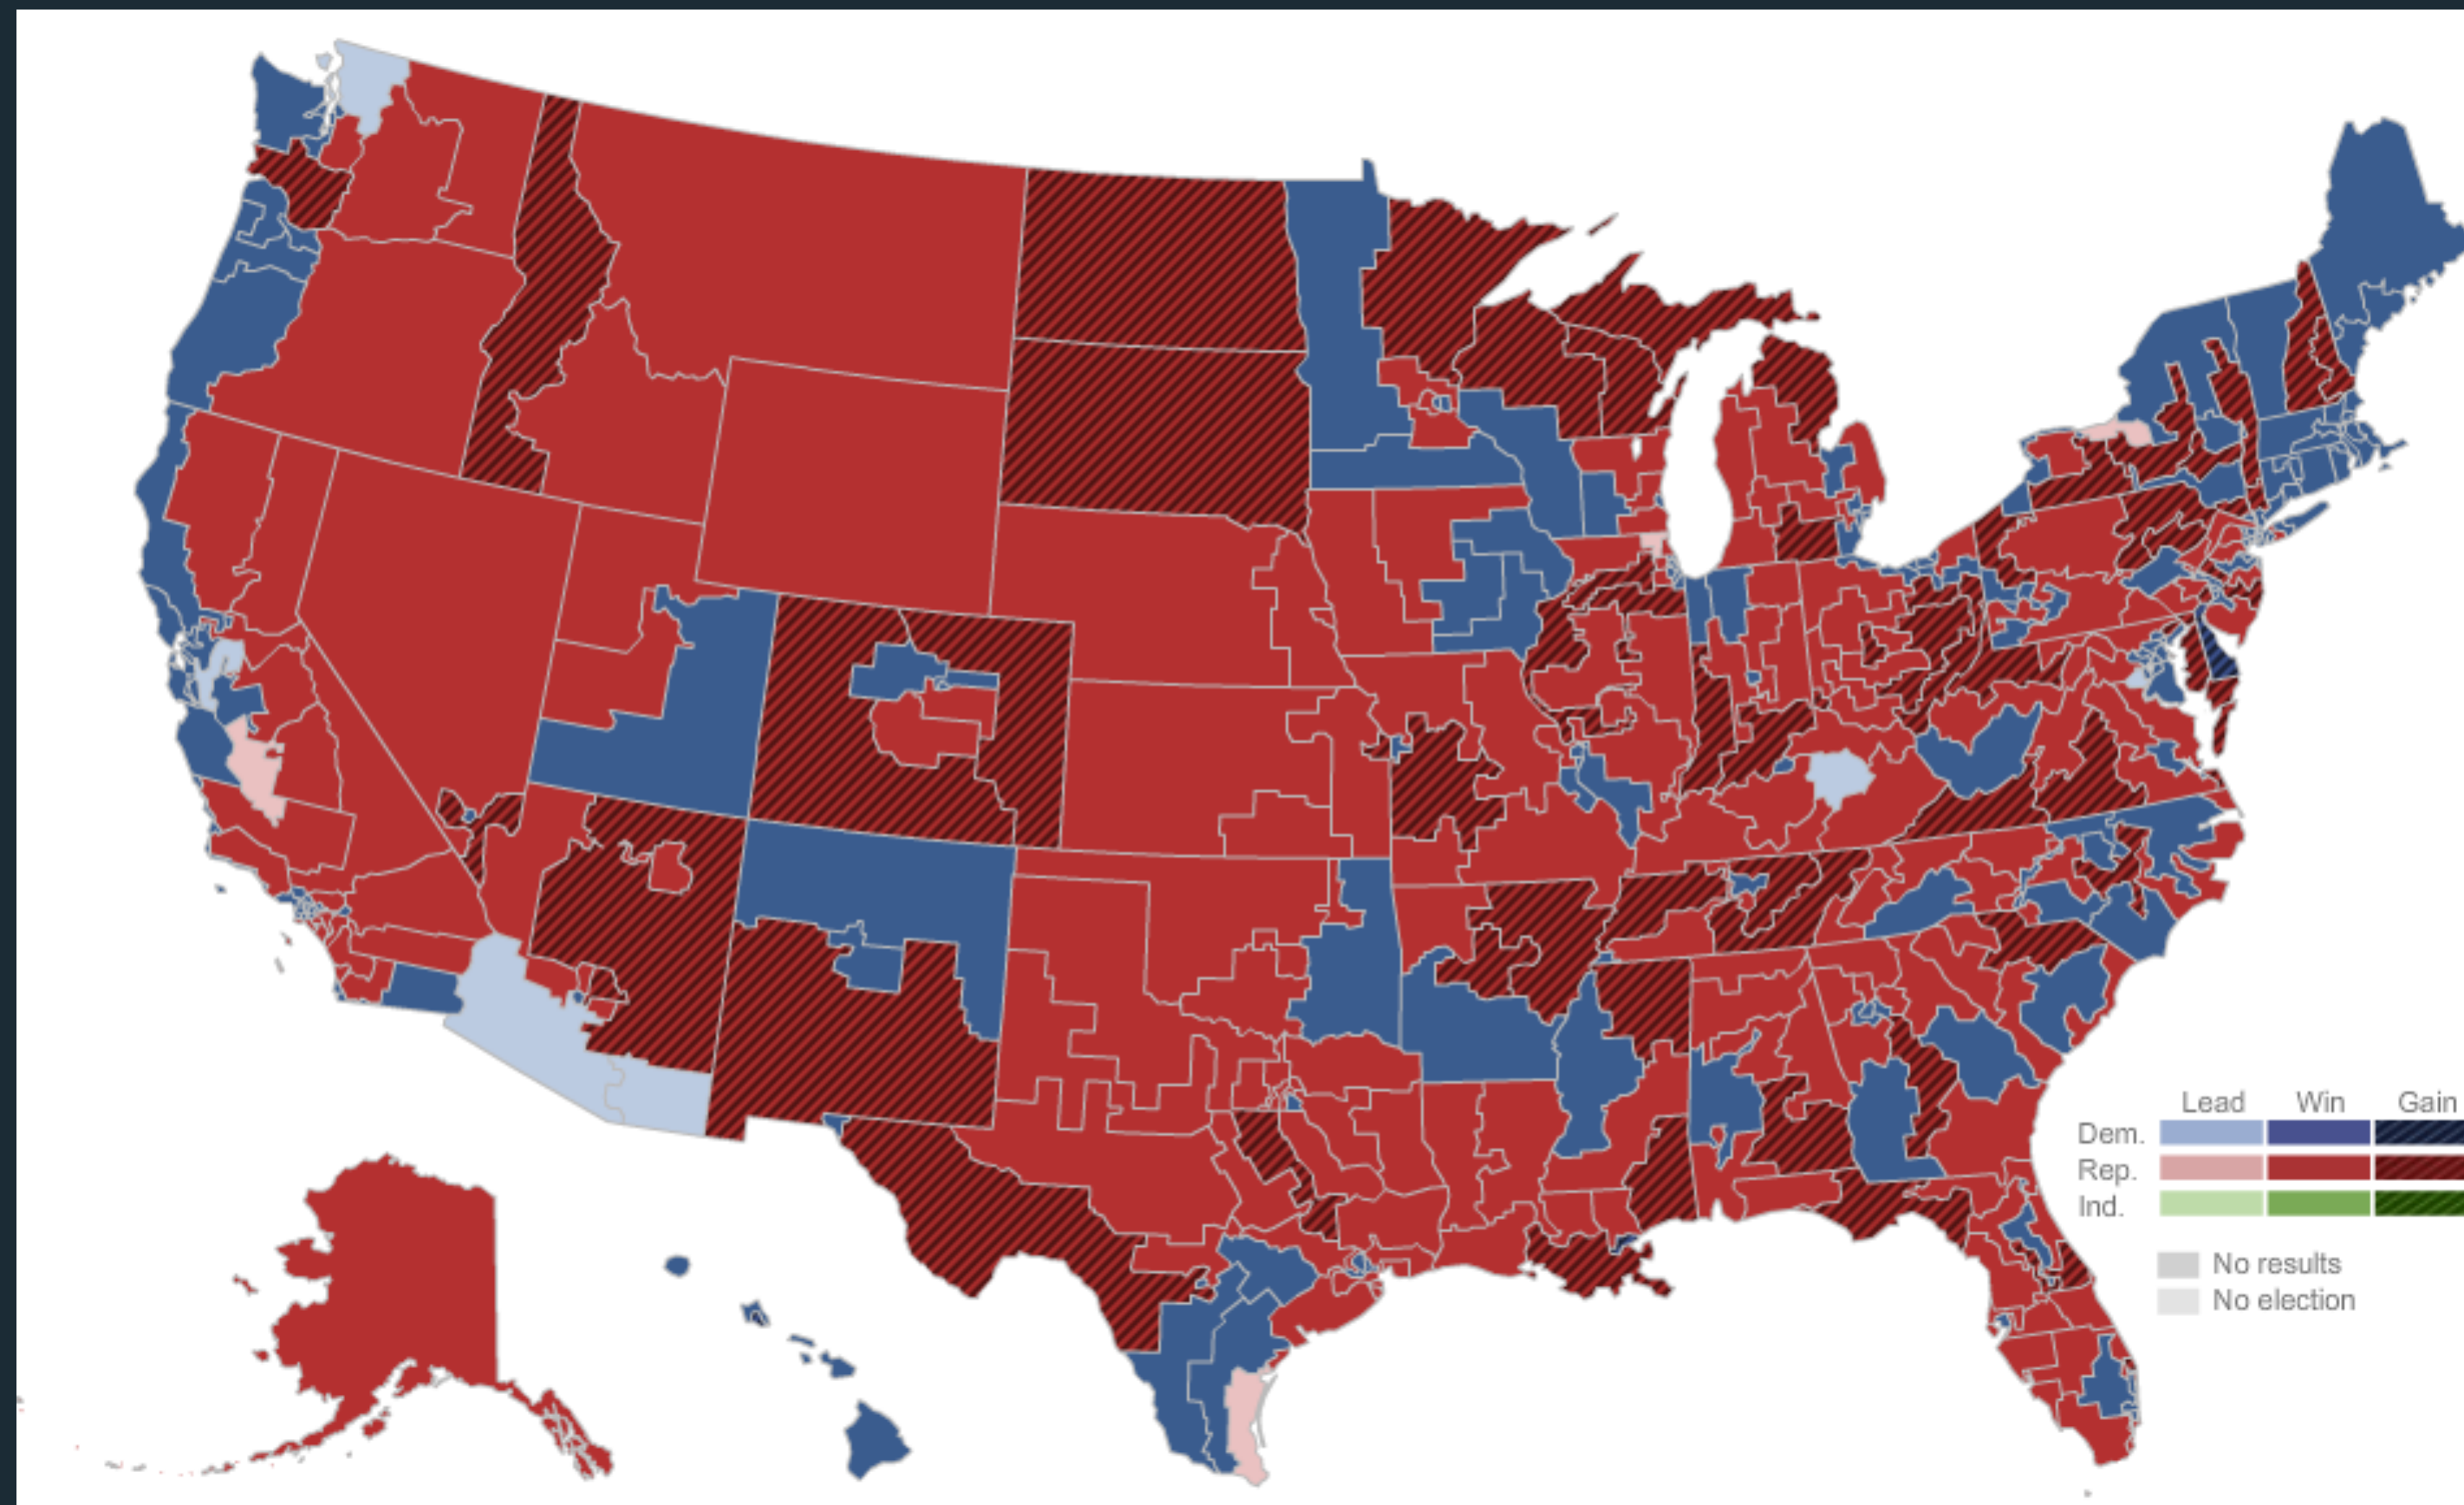 Lead Win Gain
Dem.
Rep.
Ind.
No results
No election